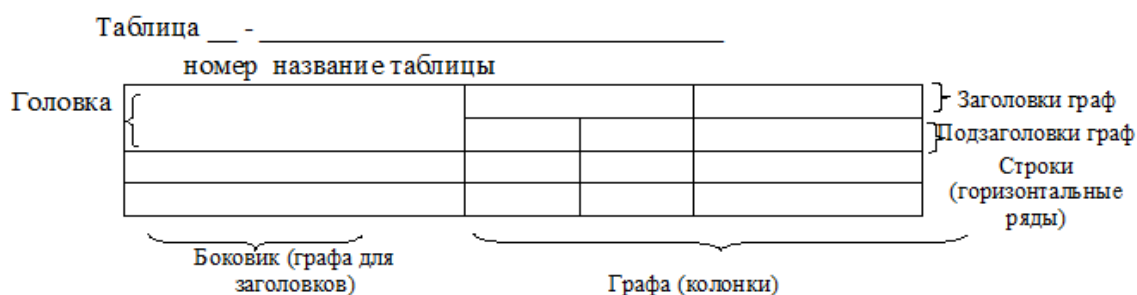 Таблица __ - ______________________________
номер название таблицы
Головка
Заголовки граф
Подзаголовки граф
Строки
(горизонтальные
ряды)
Боковик (графа для
заголовков)
Графа (колонки)